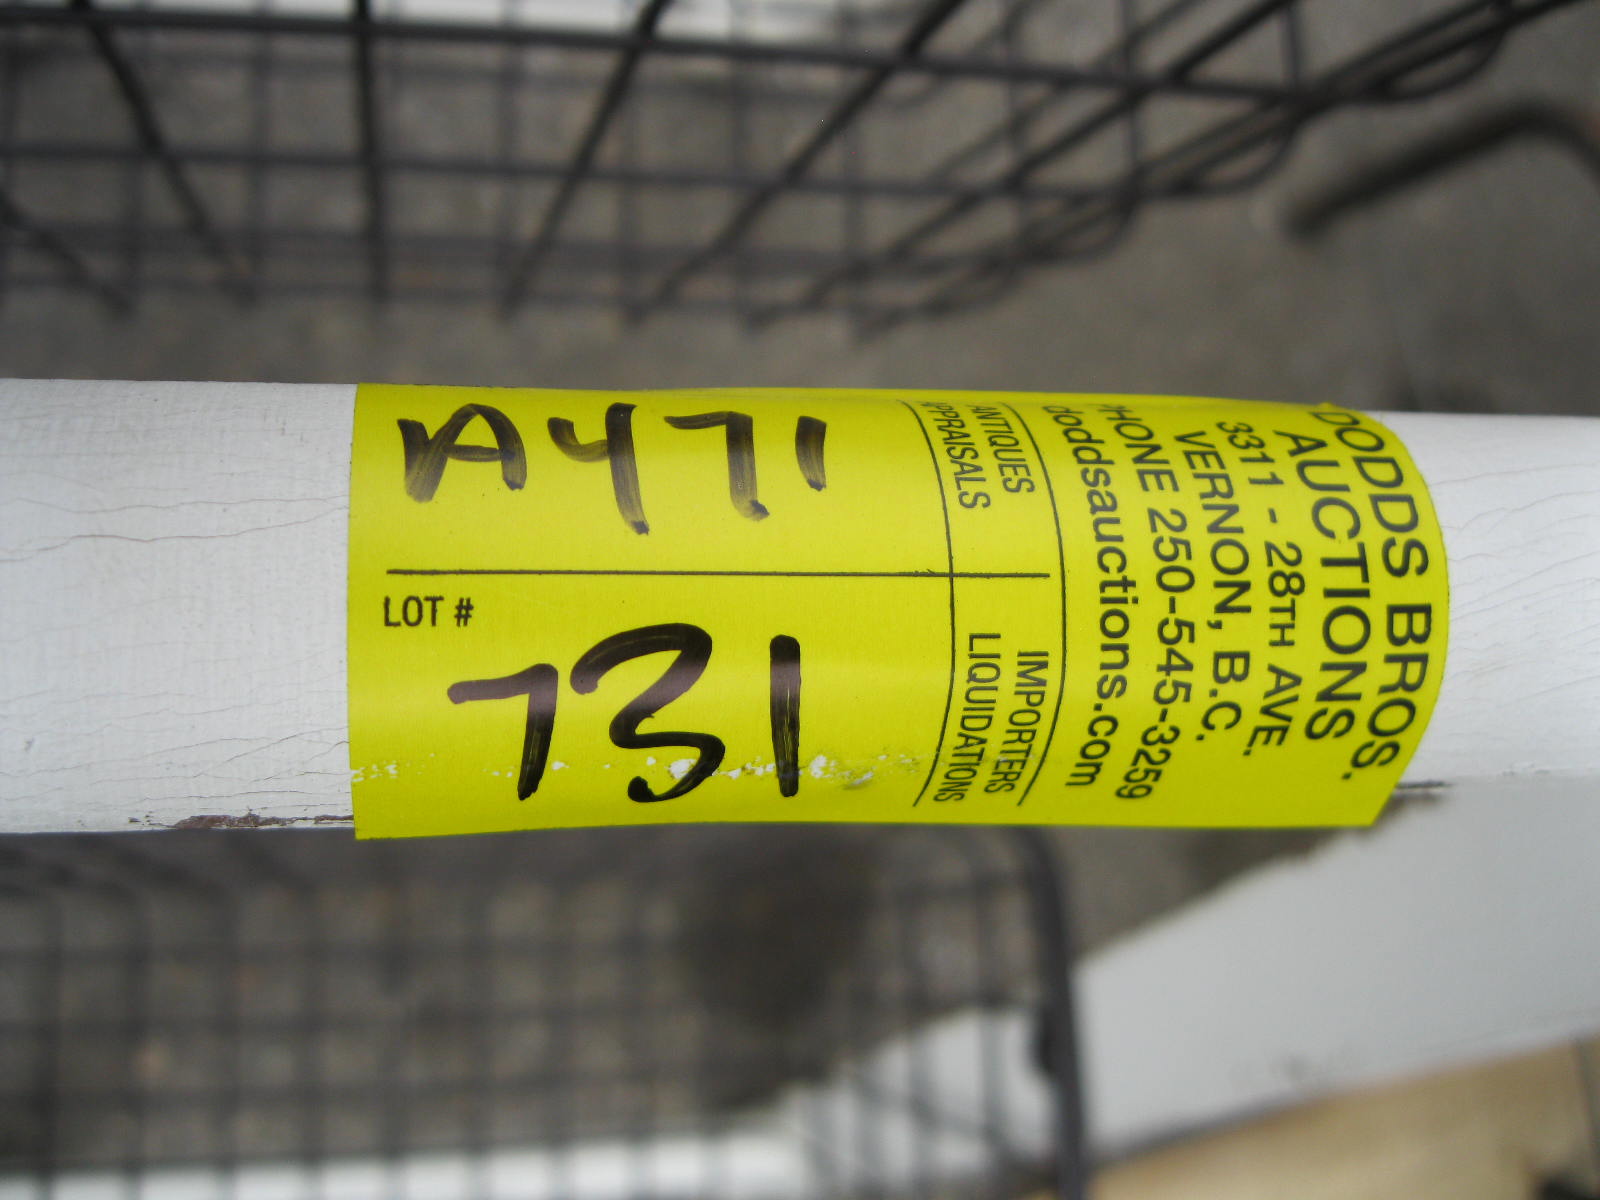 A471
LOT #
731
ANTIQUES
APPRAISALS
IMPORTERS
LIQUIDATIONS
DODDS BROS.
AUCTIONS
3311 - 28TH AVE.
VERNON, B.C.
PHONE 250-545-3259
doddsauctions.com